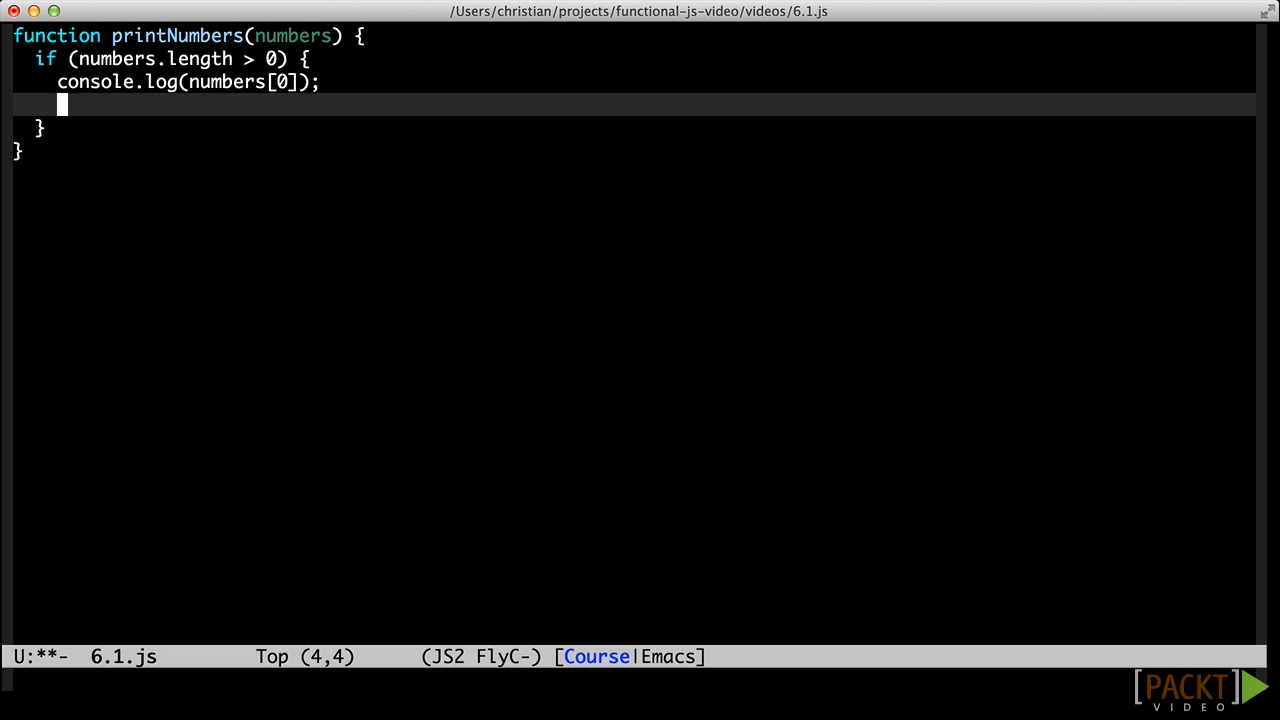 /Users/christian/projects/functional-js-video/videos/6.1.js
function printNumbers(numbers) {
  if (numbers.length > 0) {
    console.log(numbers[0]);
  }
}
U:**-  6.1.js         Top (4,4)      (JS2 FlyC-) [Course|Emacs]
[PACKT]
VIDEO